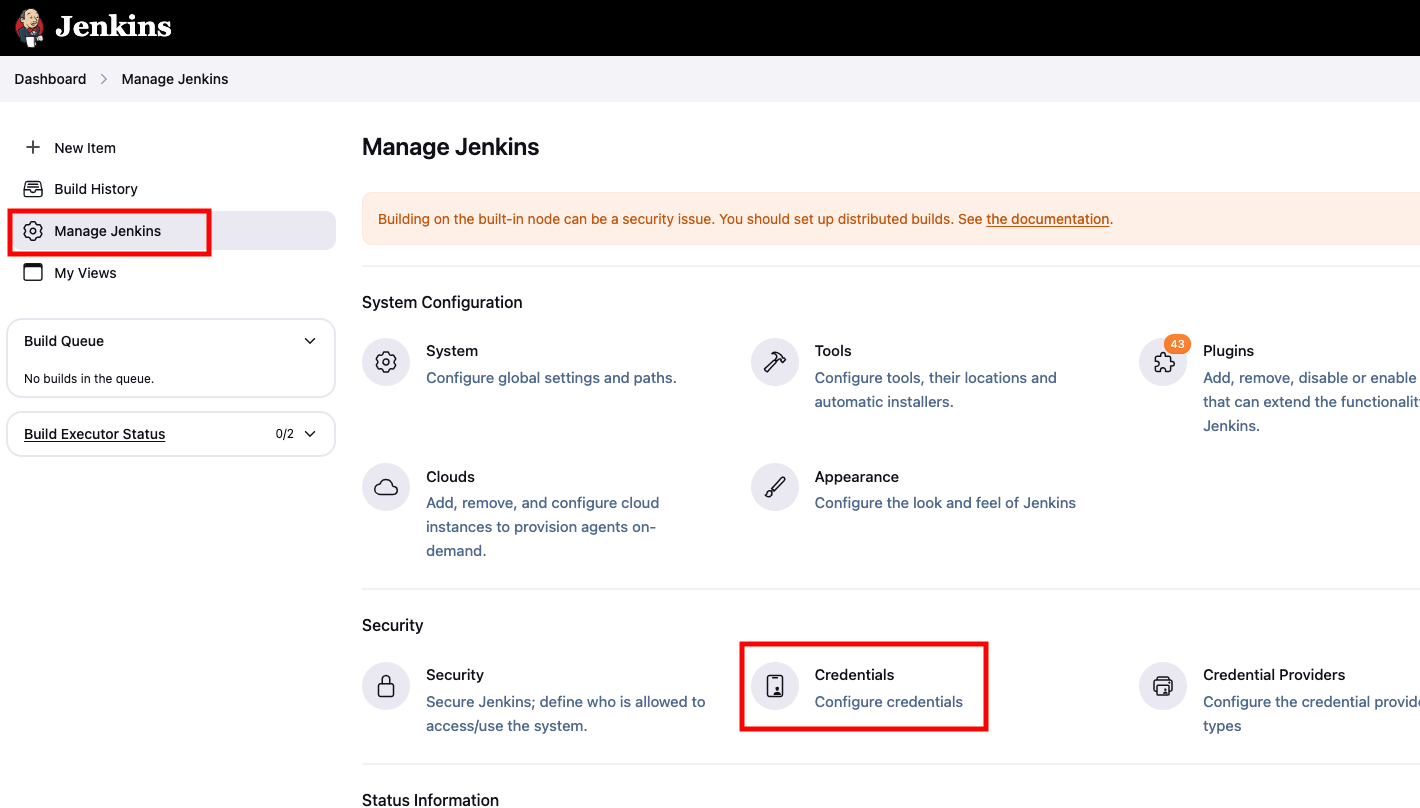 Jenkins
Dashboard
Manage Jenkins
New Item
Build History
Manage Jenkins
My Views
Build Queue
No builds in the queue.
Build Executor Status
0/2
Manage Jenkins
Building on the built-in node can be a security issue. You should set up distributed builds. See the documentation.
System Configuration
System
Configure global settings and paths.
Tools
Configure tools, their locations and
automatic installers.
43
Plugins
Add, remove, disable or enable
that can extend the functionalit
Jenkins.
Clouds
Add, remove, and configure cloud
instances to provision agents on-
demand.
Appearance
Configure the look and feel of Jenkins
Security
Security
Secure Jenkins; define who is allowed to
access/use the system.
Credentials
Configure credentials
Credential Providers
Configure the credential provide
types
Status Information